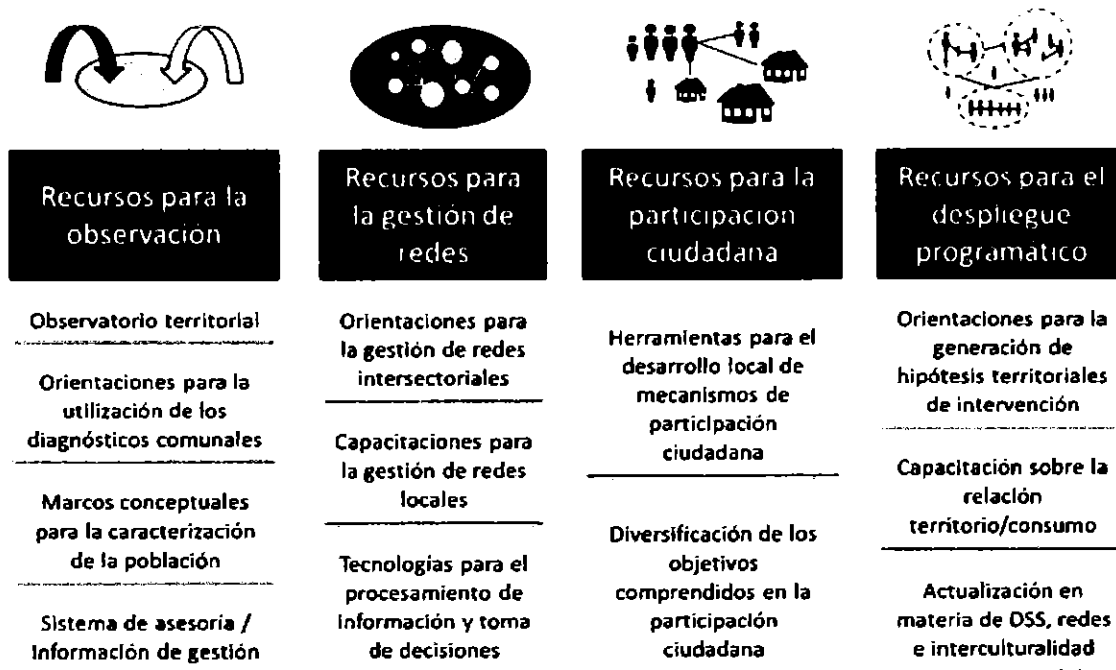 Recursos para la
observación
Observatorio territorial
Orientaciones para la
utilización de los
diagnósticos comunales
Marcos conceptuales
para la caracterización
de la población
Sistema de asesoría /
Información de gestión
Recursos para
la gestión de
redes
Orientaciones para
la gestión de redes
intersectoriales
Capacitaciones para
la gestión de redes
locales
Tecnologías para el
procesamiento de
información y toma
de decisiones
Recursos para la
participacion
ciudadana
Herramientas para el
desarrollo local de
mecanismos de
participación
ciudadana
Diversificación de los
objetivos
comprendidos en la
participación
ciudadana
Recursos para el
despliegue
programático
Orientaciones para la
generación de
hipótesis territoriales
de intervención
Capacitación sobre la
relación
territorio/consumo
Actualización en
materia de DSS, redes
e interculturalidad